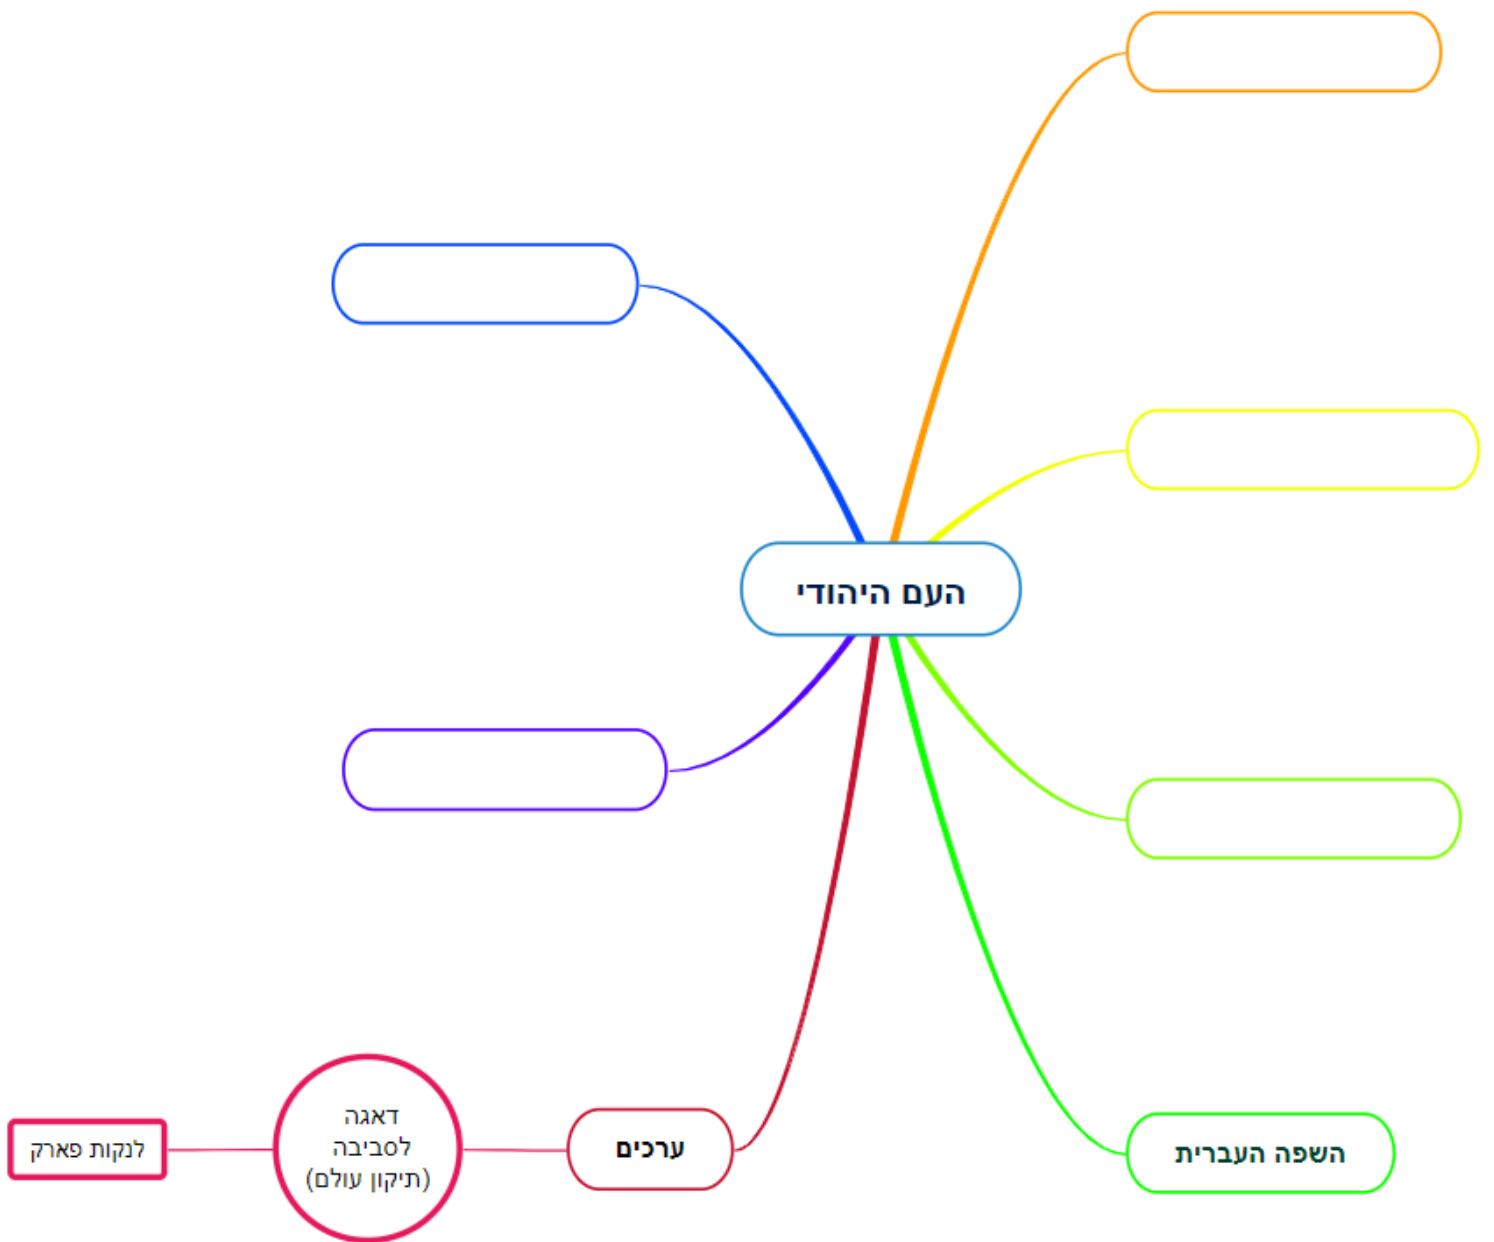 העם היהודי
השפה העברית
ערכים
דאגה
לסביבה
(תיקון עולם)
לנקות פארק